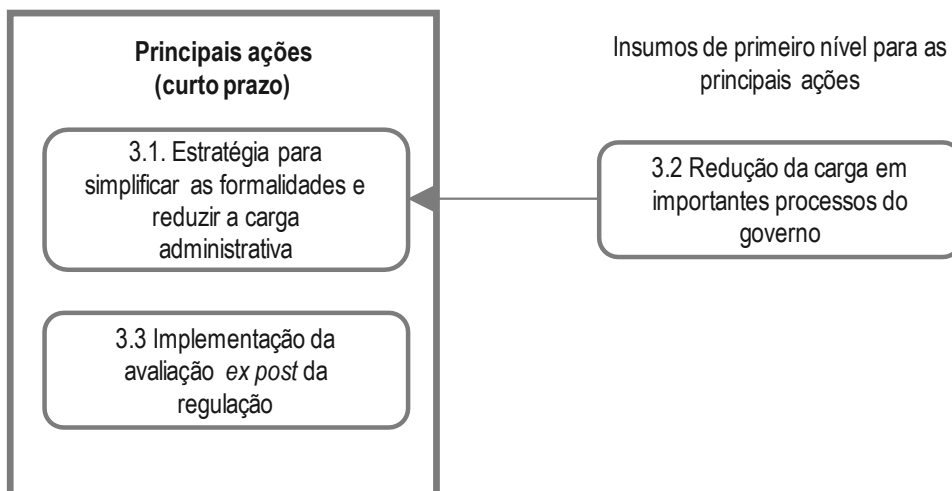 Principais ações
(curto prazo)
3.1. Estratégia para
simplificar as formalidades e
reduzir a carga
administrativa
3.3 Implementação da
avaliação ex post da
regulação
Insumos de primeiro nível para as
principais ações
3.2 Redução da carga em
importantes processos do
governo